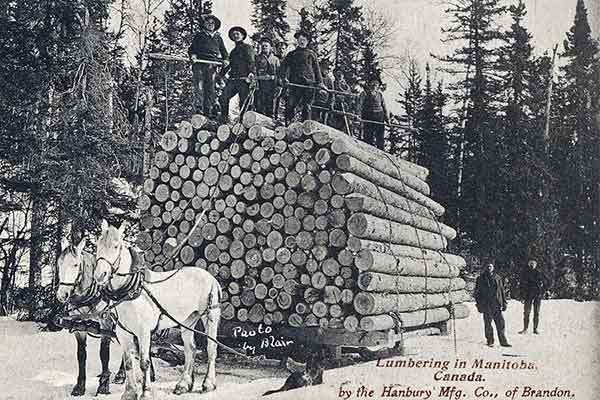 Photo
by Blair
Lumbering in Manitoba,
Canada.
by the Hanbury Mfg. Co., of Brandon.